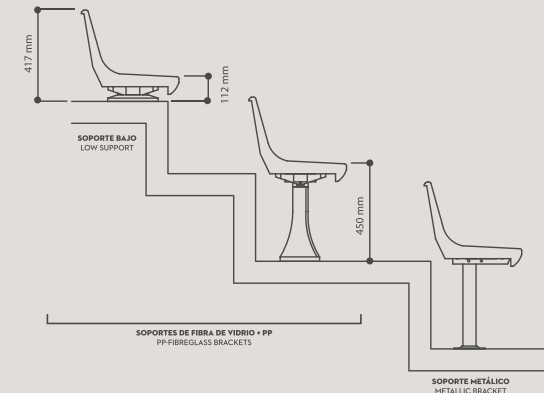 417 mm
112 mm
SOPORTE BAJO
LOW SUPPORT
450 mm
SOPORTES DE FIBRA DE VIDRIO + PP
PP-FIBREGLASS BRACKETS
SOPORTE METÁLICO
METALLIC BRACKET